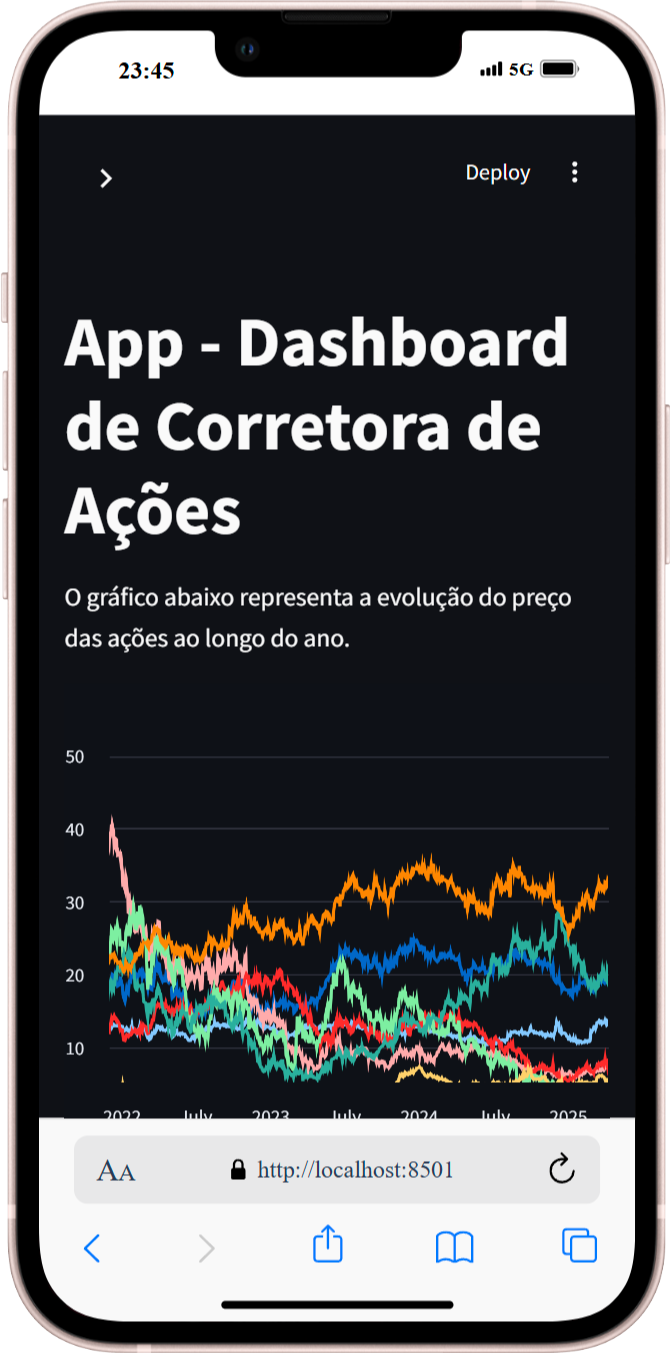 23:45 5G
Deploy
App - Dashboard
de Corretora de
Ações
O gráfico abaixo representa a evolução do preço
das ações ao longo do ano.
50
40
30
20
10
2022 July 2023 July 2024 July 2025
AA http://localhost:8501